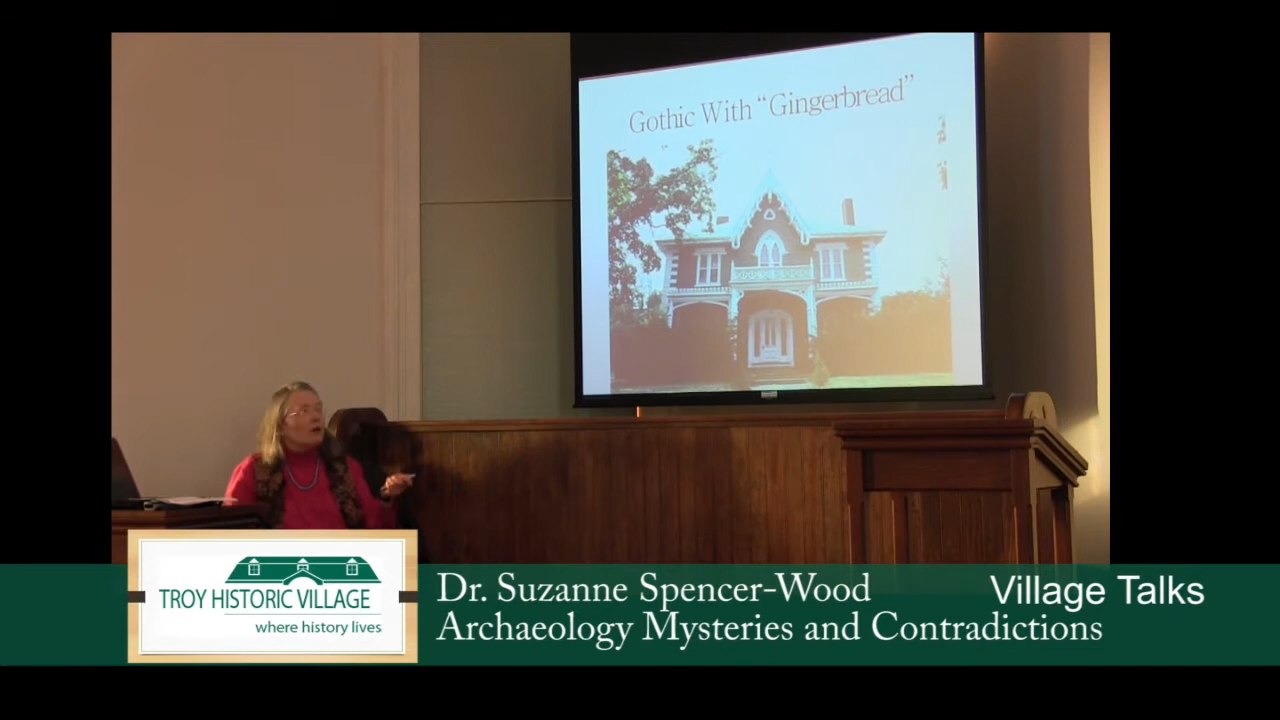 Gothic With “Gingerbread”
TROY HISTORIC VILLAGE
where history lives
Dr. Suzanne Spencer-Wood
Village Talks
Archaeology Mysteries and Contradictions